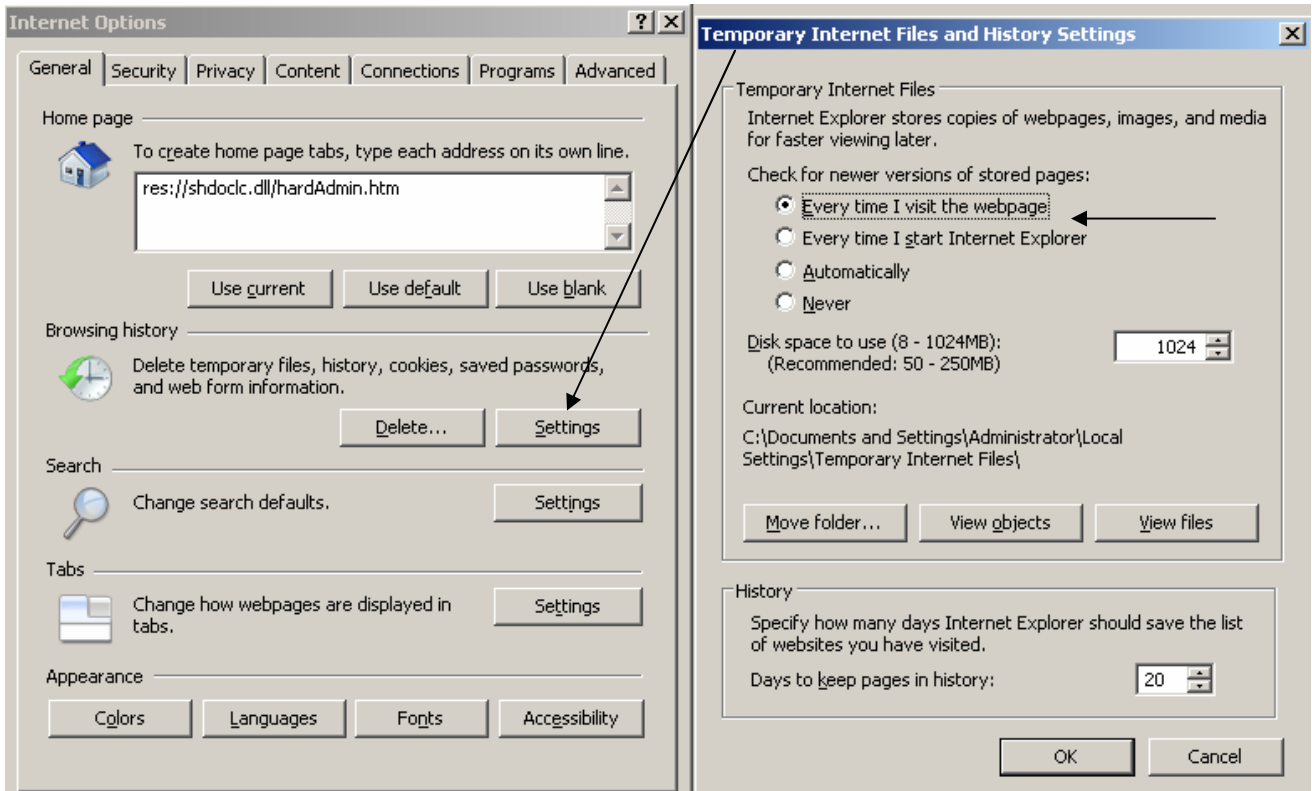 Internet Options
General Security Privacy Content Connections Programs Advanced
Home page
To create home page tabs, type each address on its own line.
res://shdoclc.dll/hardAdmin.htm
Use current Use default Use blank
Browsing history
Delete temporary files, history, cookies, saved passwords,
and web form information.
Delete... Settings
Search
Change search defaults.
Settings
Tabs
Change how webpages are displayed in
tabs.
Settings
Appearance
Colors Languages Fonts Accessibility
Temporary Internet Files and History Settings
Temporary Internet Files
Internet Explorer stores copies of webpages, images, and media
for faster viewing later.
Check for newer versions of stored pages:
Every time I visit the webpage
Every time I start Internet Explorer
Automatically
Never
Disk space to use (8 - 1024MB):
(Recommended: 50 - 250MB)
1024
Current location:
C:\Documents and Settings\Administrator\Local
Settings\Temporary Internet Files\
Move folder... View objects View files
History
Specify how many days Internet Explorer should save the list
of websites you have visited.
Days to keep pages in history: 20
OK Cancel